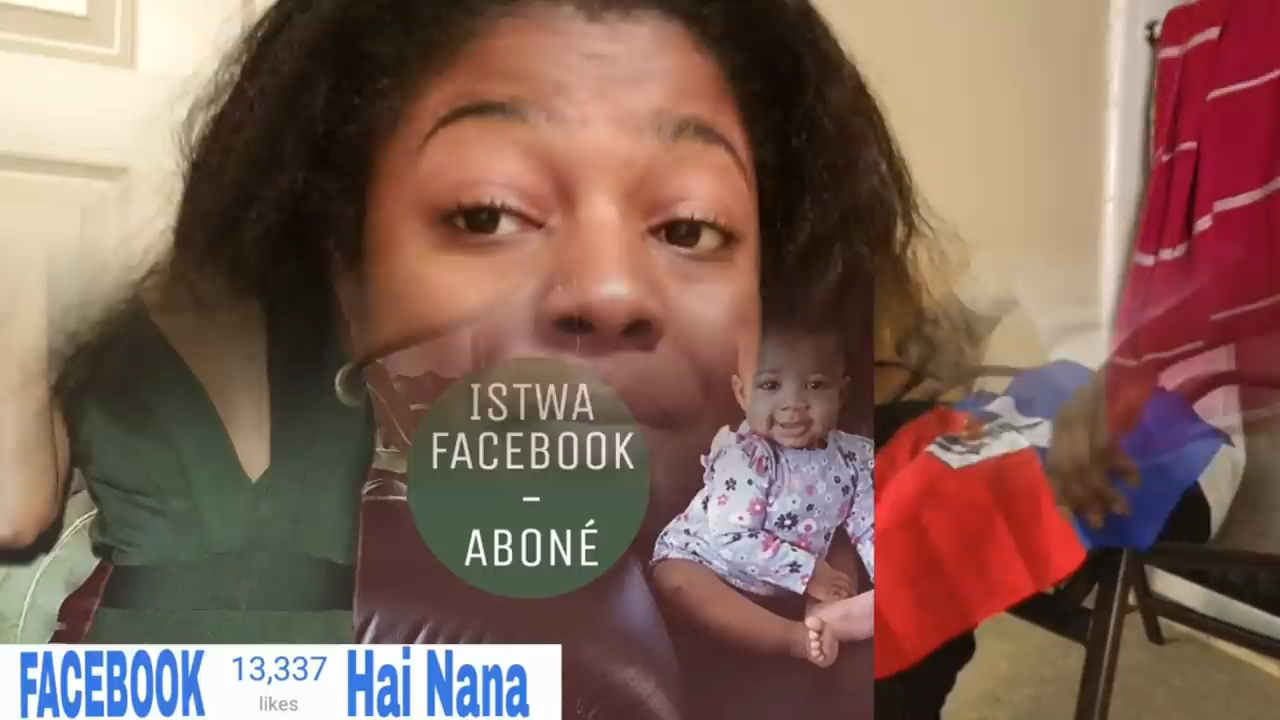 ISTWA
FACEBOOK
–
ABONÉ
FACEBOOK 13,337 Hai Nana
likes